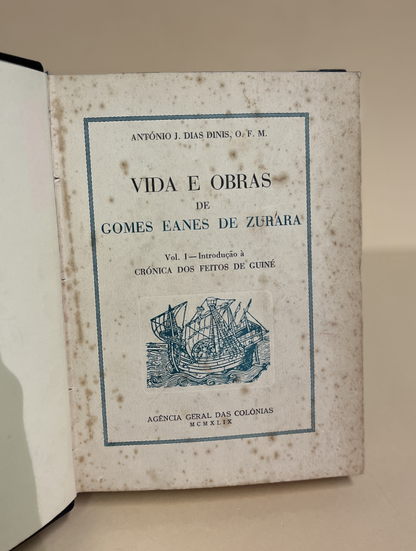 ANTÓNIO J. DIAS DINIS, O. F. M.
VIDA E OBRAS
DE
GOMES EANES DE ZURARA
Vol. I — Introdução à
CRÓNICA DOS FEITOS DE GUINÉ
AGÊNCIA GERAL DAS COLÓNIAS
MCMXLIX